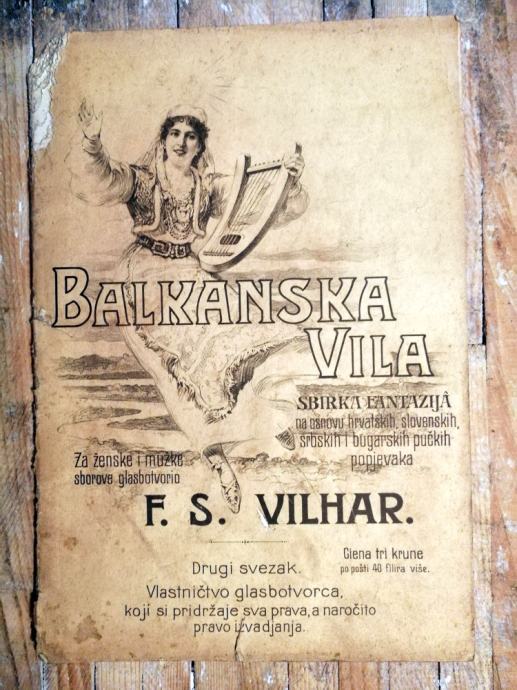 BALKANSKA
VILA
SBIRKA FANTAZIJÂ
na osnovu hrvatskih, slovenskih,
srbskih i bugarskih pučkih
popjevaka
Za ženske i mužke
sborove glasbotvorio
F. S. VILHAR.
Drugi svezak.
Ciena tri krune
po pošti 40 filira više.
Vlastničtvo glasbotvorca,
koji si pridržaje sva prava, a naročito
pravo izvadjanja.